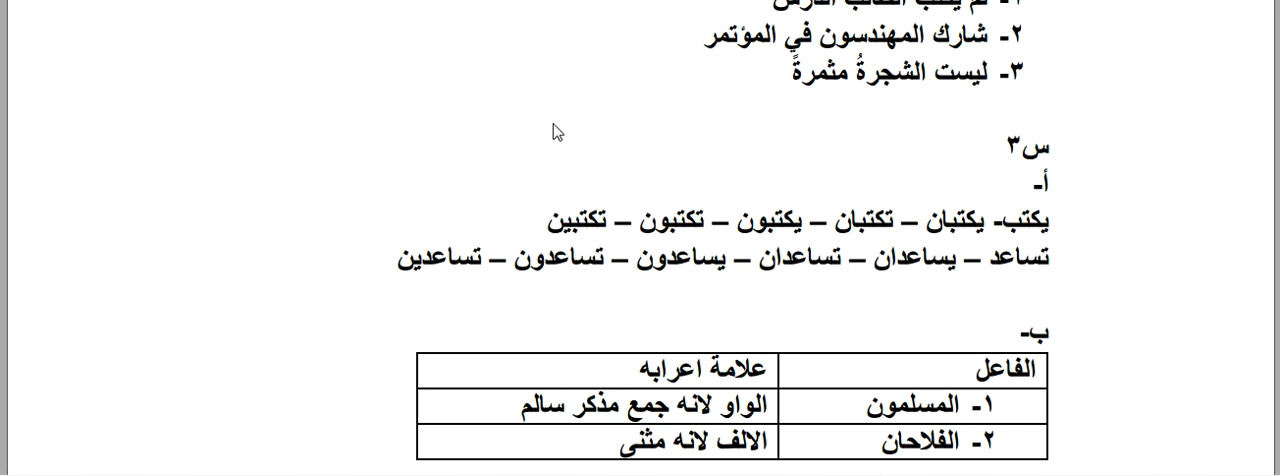 ٢- شارك المهندسون في المؤتمر
٣- ليست الشجرةُ مثمرةً
س٣
أ-
يكتب- يكتبان – تكتبان – يكتبون – تكتبون – تكتبين
تساعد – يساعدان – تساعدان – يساعدون – تساعدون – تساعدين
ب-
الفاعل علامة اعرابه
١- المسلمون الواو لانه جمع مذكر سالم
٢- الفلاحان الالف لانه مثنى